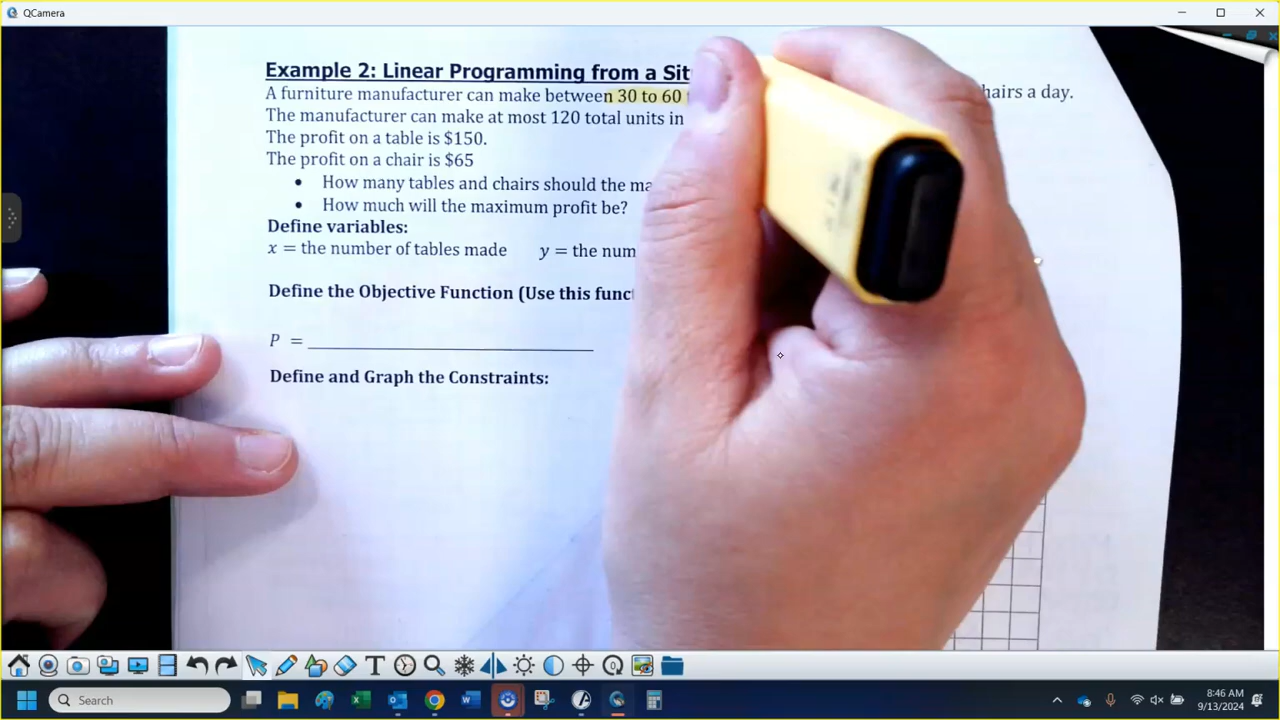 QCamera
Example 2: Linear Programming from a Sit
A furniture manufacturer can make between 30 to 60 hairs a day.
The manufacturer can make at most 120 total units in
The profit on a table is $150.
The profit on a chair is $65
• How many tables and chairs should the ma
• How much will the maximum profit be?
Define variables:
x = the number of tables made y = the num
Define the Objective Function (Use this func
P = ____________________
Define and Graph the Constraints:
Search
8:46 AM
9/13/2024